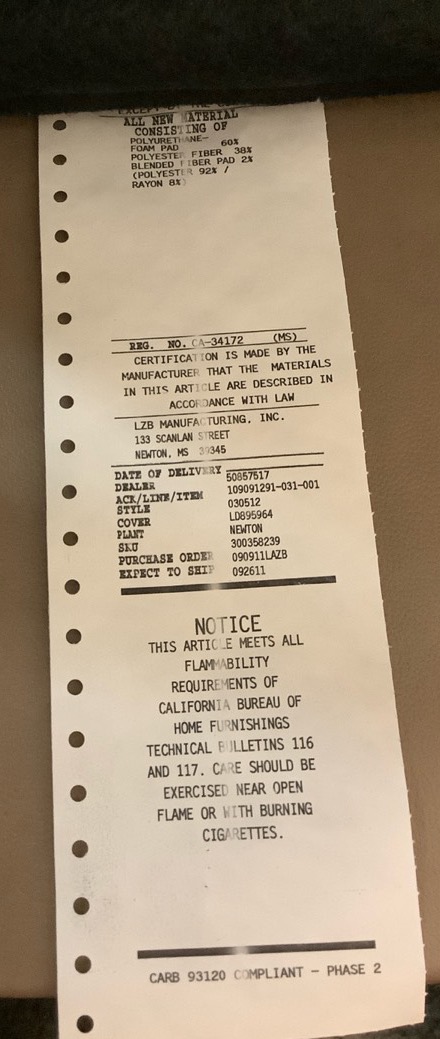 ALL NEW MATERIAL
CONSISTING OF
POLYURETHANE-
FOAM PAD 60%
POLYESTER FIBER 38%
BLENDED FIBER PAD 2%
(POLYESTER 92% /
RAYON 8%)
REG. NO. CA-34172 (MS)
CERTIFICATION IS MADE BY THE
MANUFACTURER THAT THE MATERIALS
IN THIS ARTICLE ARE DESCRIBED IN
ACCORDANCE WITH LAW
LZB MANUFACTURING, INC.
133 SCANLAN STREET
NEWTON, MS 39345
DATE OF DELIVERY
DEALER 50857517
ACK/LINE/ITEM 109091291-031-001
STYLE 030512
COVER LD895964
PLANT NEWTON
SKU 300358239
PURCHASE ORDER 090911LAZB
EXPECT TO SHIP 092611
NOTICE
THIS ARTICLE MEETS ALL
FLAMMABILITY
REQUIREMENTS OF
CALIFORNIA BUREAU OF
HOME FURNISHINGS
TECHNICAL BULLETINS 116
AND 117. CARE SHOULD BE
EXERCISED NEAR OPEN
FLAME OR WITH BURNING
CIGARETTES.
CARB 93120 COMPLIANT - PHASE 2